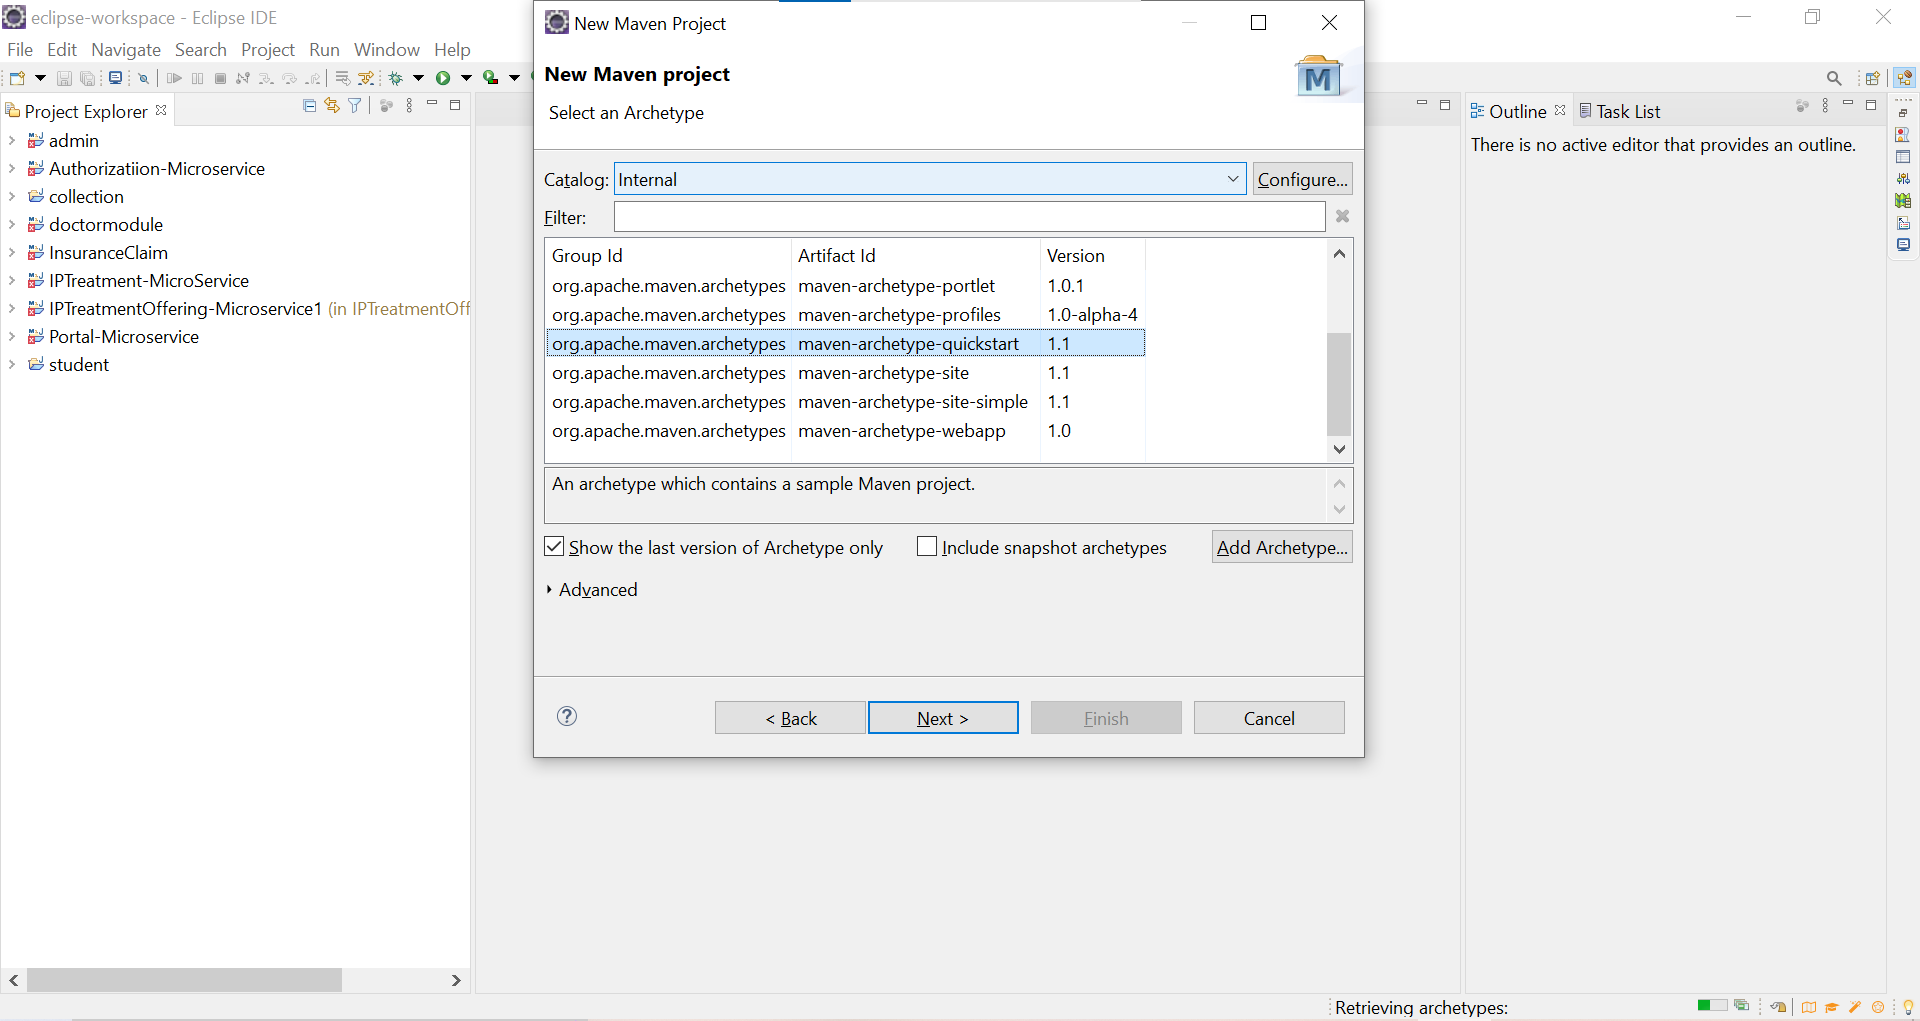 eclipse-workspace - Eclipse IDE
File Edit Navigate Search Project Run Window Help
Project Explorer
admin
Authorizatiion-Microservice
collection
doctormodule
InsuranceClaim
IPTreatment-MicroService
IPTreatmentOffering-Microservice1 (in IPTreatmentOff
Portal-Microservice
student
New Maven Project
New Maven project
Select an Archetype
Catalog: Internal Configure...
Filter:
Group Id Artifact Id Version
org.apache.maven.archetypes maven-archetype-portlet 1.0.1
org.apache.maven.archetypes maven-archetype-profiles 1.0-alpha-4
org.apache.maven.archetypes maven-archetype-quickstart 1.1
org.apache.maven.archetypes maven-archetype-site 1.1
org.apache.maven.archetypes maven-archetype-site-simple 1.1
org.apache.maven.archetypes maven-archetype-webapp 1.0
An archetype which contains a sample Maven project.
Show the last version of Archetype only Include snapshot archetypes Add Archetype...
Advanced
< Back Next > Finish Cancel
Outline Task List
There is no active editor that provides an outline.
Retrieving archetypes: